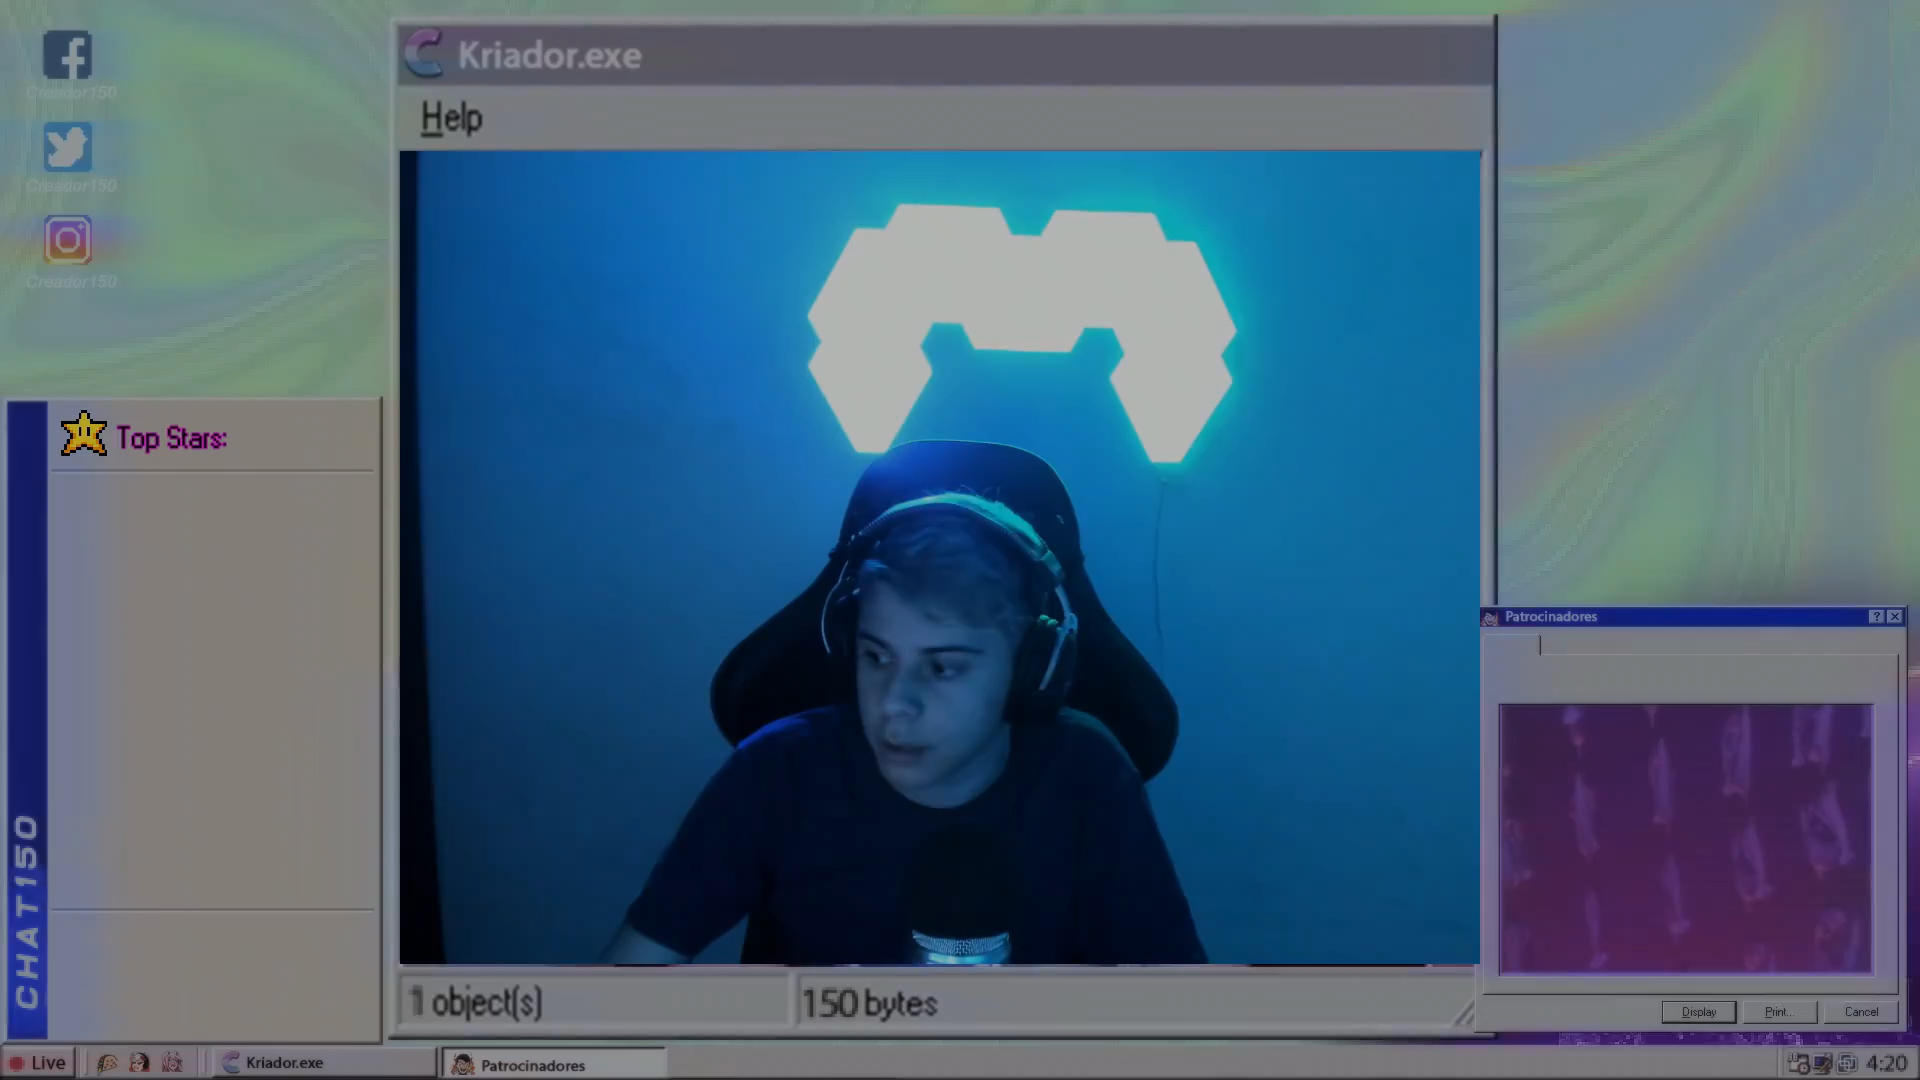 Creador150
Creador150
Creador150
Kriador.exe
Help
Top Stars:
CHAT150
1 object(s)
150 bytes
Patrocinadores
Display
Print...
Cancel
Live
Kriador.exe
Patrocinadores
4:20